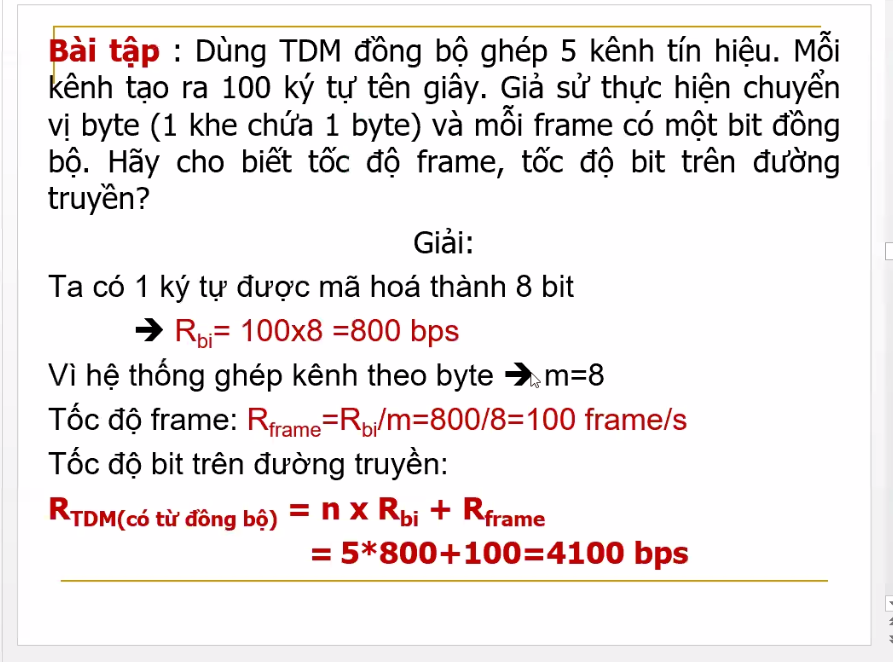 Bài tập : Dùng TDM đồng bộ ghép 5 kênh tín hiệu. Mỗi
kênh tạo ra 100 ký tự tên giây. Giả sử thực hiện chuyển
vị byte (1 khe chứa 1 byte) và mỗi frame có một bit đồng
bộ. Hãy cho biết tốc độ frame, tốc độ bit trên đường
truyền?
Giải:
Ta có 1 ký tự được mã hoá thành 8 bit
➔ Rbi= 100x8 =800 bps
Vì hệ thống ghép kênh theo byte ➔ m=8
Tốc độ frame: Rframe=Rbi/m=800/8=100 frame/s
Tốc độ bit trên đường truyền:
RTDM(có từ đồng bộ) = n x Rbi + Rframe
= 5*800+100=4100 bps